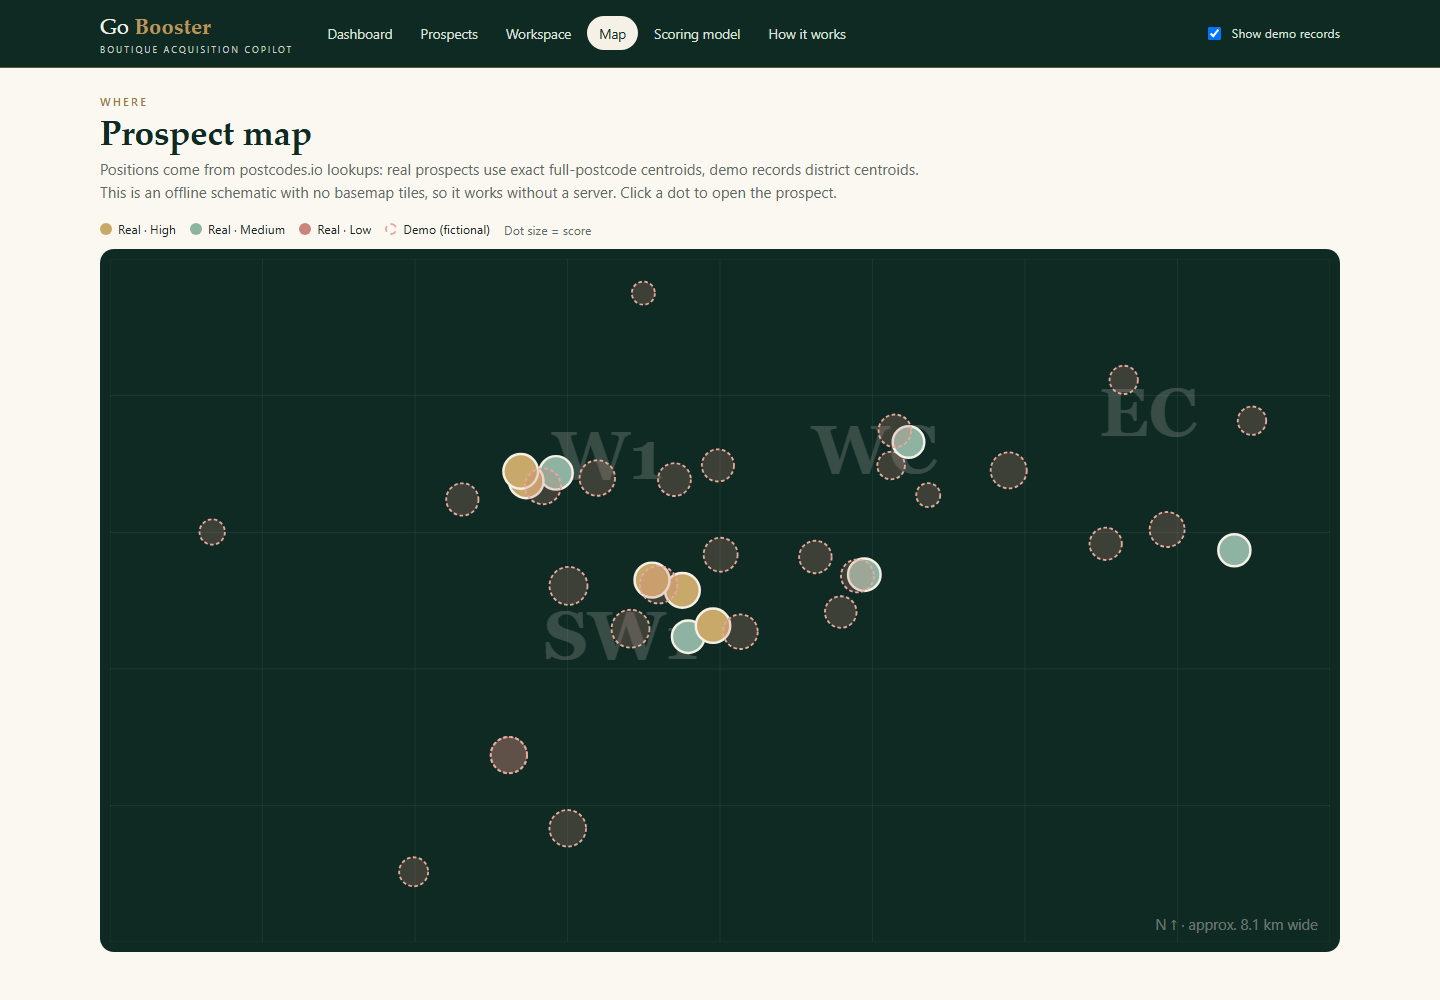 Go Booster
BOUTIQUE ACQUISITION COPILOT
Dashboard
Prospects
Workspace
Map
Scoring model
How it works
Show demo records
WHERE
Prospect map
Positions come from postcodes.io lookups: real prospects use exact full-postcode centroids, demo records district centroids.
This is an offline schematic with no basemap tiles, so it works without a server. Click a dot to open the prospect.
Real · High
Real · Medium
Real · Low
Demo (fictional)
Dot size = score
EC
W1
WC
SW1
N ↑ · approx. 8.1 km wide